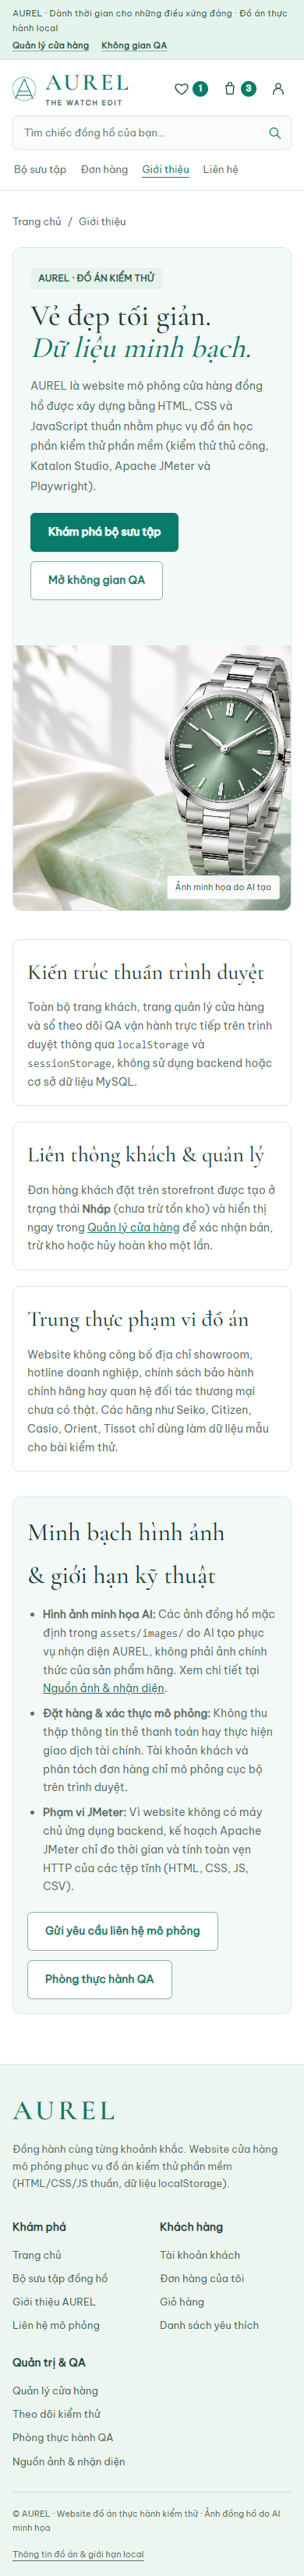 AUREL · Dành thời gian cho những điều xứng đáng · Đồ án thực
hành local
Quản lý cửa hàng Không gian QA
AUREL
THE WATCH EDIT
1
3
Tìm chiếc đồng hồ của bạn...
Bộ sưu tập Đơn hàng Giới thiệu Liên hệ
Trang chủ / Giới thiệu
AUREL · ĐỒ ÁN KIỂM THỬ
Vẻ đẹp tối giản.
Dữ liệu minh bạch.
AUREL là website mô phỏng cửa hàng đồng
hồ được xây dựng bằng HTML, CSS và
JavaScript thuần nhằm phục vụ đồ án học
phần kiểm thử phần mềm (kiểm thử thủ công,
Katalon Studio, Apache JMeter và
Playwright).
Khám phá bộ sưu tập
Mở không gian QA
Ảnh minh họa do AI tạo
Kiến trúc thuần trình duyệt
Toàn bộ trang khách, trang quản lý cửa hàng
và sổ theo dõi QA vận hành trực tiếp trên trình
duyệt thông qua localStorage và
sessionStorage, không sử dụng backend hoặc
cơ sở dữ liệu MySQL.
Liên thông khách & quản lý
Đơn hàng khách đặt trên storefront được tạo ở
trạng thái Nháp (chưa trừ tồn kho) và hiển thị
ngay trong Quản lý cửa hàng để xác nhận bán,
trừ kho hoặc hủy hoàn kho một lần.
Trung thực phạm vi đồ án
Website không công bố địa chỉ showroom,
hotline doanh nghiệp, chính sách bảo hành
chính hãng hay quan hệ đối tác thương mại
chưa có thật. Các hãng như Seiko, Citizen,
Casio, Orient, Tissot chỉ dùng làm dữ liệu mẫu
cho bài kiểm thử.
Minh bạch hình ảnh
& giới hạn kỹ thuật
• Hình ảnh minh họa AI: Các ảnh đồng hồ mặc
định trong assets/images/ do AI tạo phục
vụ nhận diện AUREL, không phải ảnh chính
thức của sản phẩm hãng. Xem chi tiết tại
Nguồn ảnh & nhận diện.
• Đặt hàng & xác thực mô phỏng: Không thu
thập thông tin thẻ thanh toán hay thực hiện
giao dịch tài chính. Tài khoản khách và
phân tách đơn hàng chỉ mô phỏng cục bộ
trên trình duyệt.
• Phạm vi JMeter: Vì website không có máy
chủ ứng dụng backend, kế hoạch Apache
JMeter chỉ đo thời gian và tính toàn vẹn
HTTP của các tệp tĩnh (HTML, CSS, JS,
CSV).
Gửi yêu cầu liên hệ mô phỏng
Phòng thực hành QA
AUREL
Đồng hành cùng từng khoảnh khắc. Website cửa hàng
mô phỏng phục vụ đồ án kiểm thử phần mềm
(HTML/CSS/JS thuần, dữ liệu localStorage).
Khám phá
Trang chủ
Bộ sưu tập đồng hồ
Giới thiệu AUREL
Liên hệ mô phỏng
Khách hàng
Tài khoản khách
Đơn hàng của tôi
Giỏ hàng
Danh sách yêu thích
Quản trị & QA
Quản lý cửa hàng
Theo dõi kiểm thử
Phòng thực hành QA
Nguồn ảnh & nhận diện
© AUREL · Website đồ án thực hành kiểm thử · Ảnh đồng hồ do AI
minh họa
Thông tin đồ án & giới hạn local